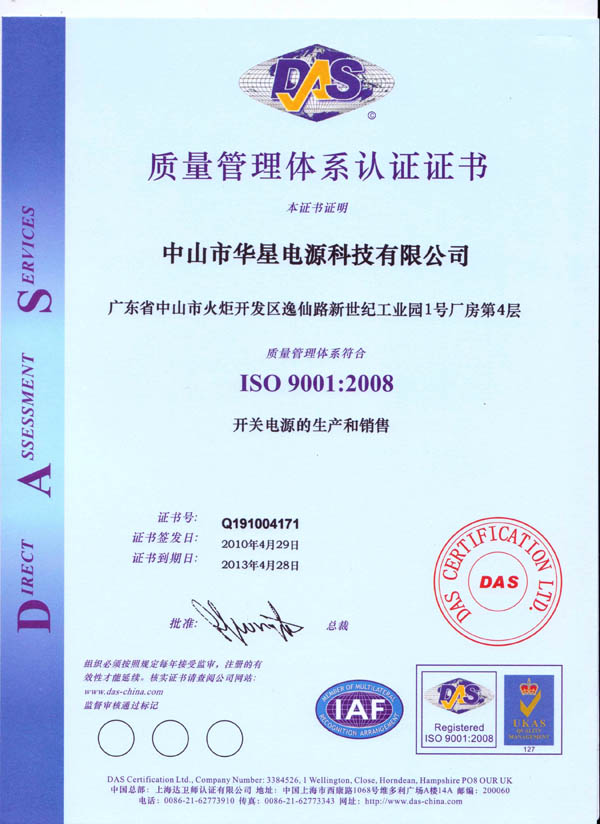 DAS
©
质量管理体系认证证书
本证书证明
中山市华星电源科技有限公司
广东省中山市火炬开发区逸仙路新世纪工业园1号厂房第4层
质量管理体系符合
ISO 9001:2008
开关电源的生产和销售
证书号: Q191004171
证书签发日: 2010年4月29日
证书到期日: 2013年4月28日
批准: 总裁
DAS CERTIFICATION LTD.
DAS
DIRECT ASSESSMENT SERVICES
组织必须按照规定每年接受监审,注册的有
效性才能延续。核实证书请查阅公司网站:
www.das-china.com
监督审核通过标记
MEMBER OF MULTILATERAL
IAF
RECOGNITION ARRANGEMENT
DAS
Registered
ISO 9001:2008
UKAS
QUALITY
MANAGEMENT
127
DAS Certification Ltd., Company Number: 3384526, 1 Wellington, Close, Horndean, Hampshire PO8 OUR UK
中国总部: 上海达卫师认证有限公司 地址: 中国上海市西康路1068号维多利广场A楼14A 邮编: 200060
电话: 0086-21-62773910 传真: 0086-21-62773343 网址: http://www.das-china.com